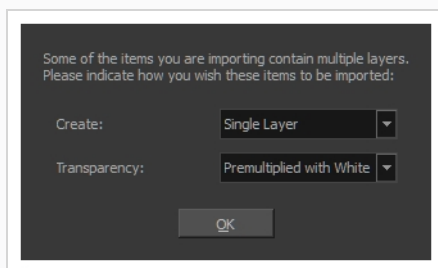 Some of the items you are importing contain multiple layers.
Please indicate how you wish these items to be imported:
Create: Single Layer
Transparency: Premultiplied with White
OK